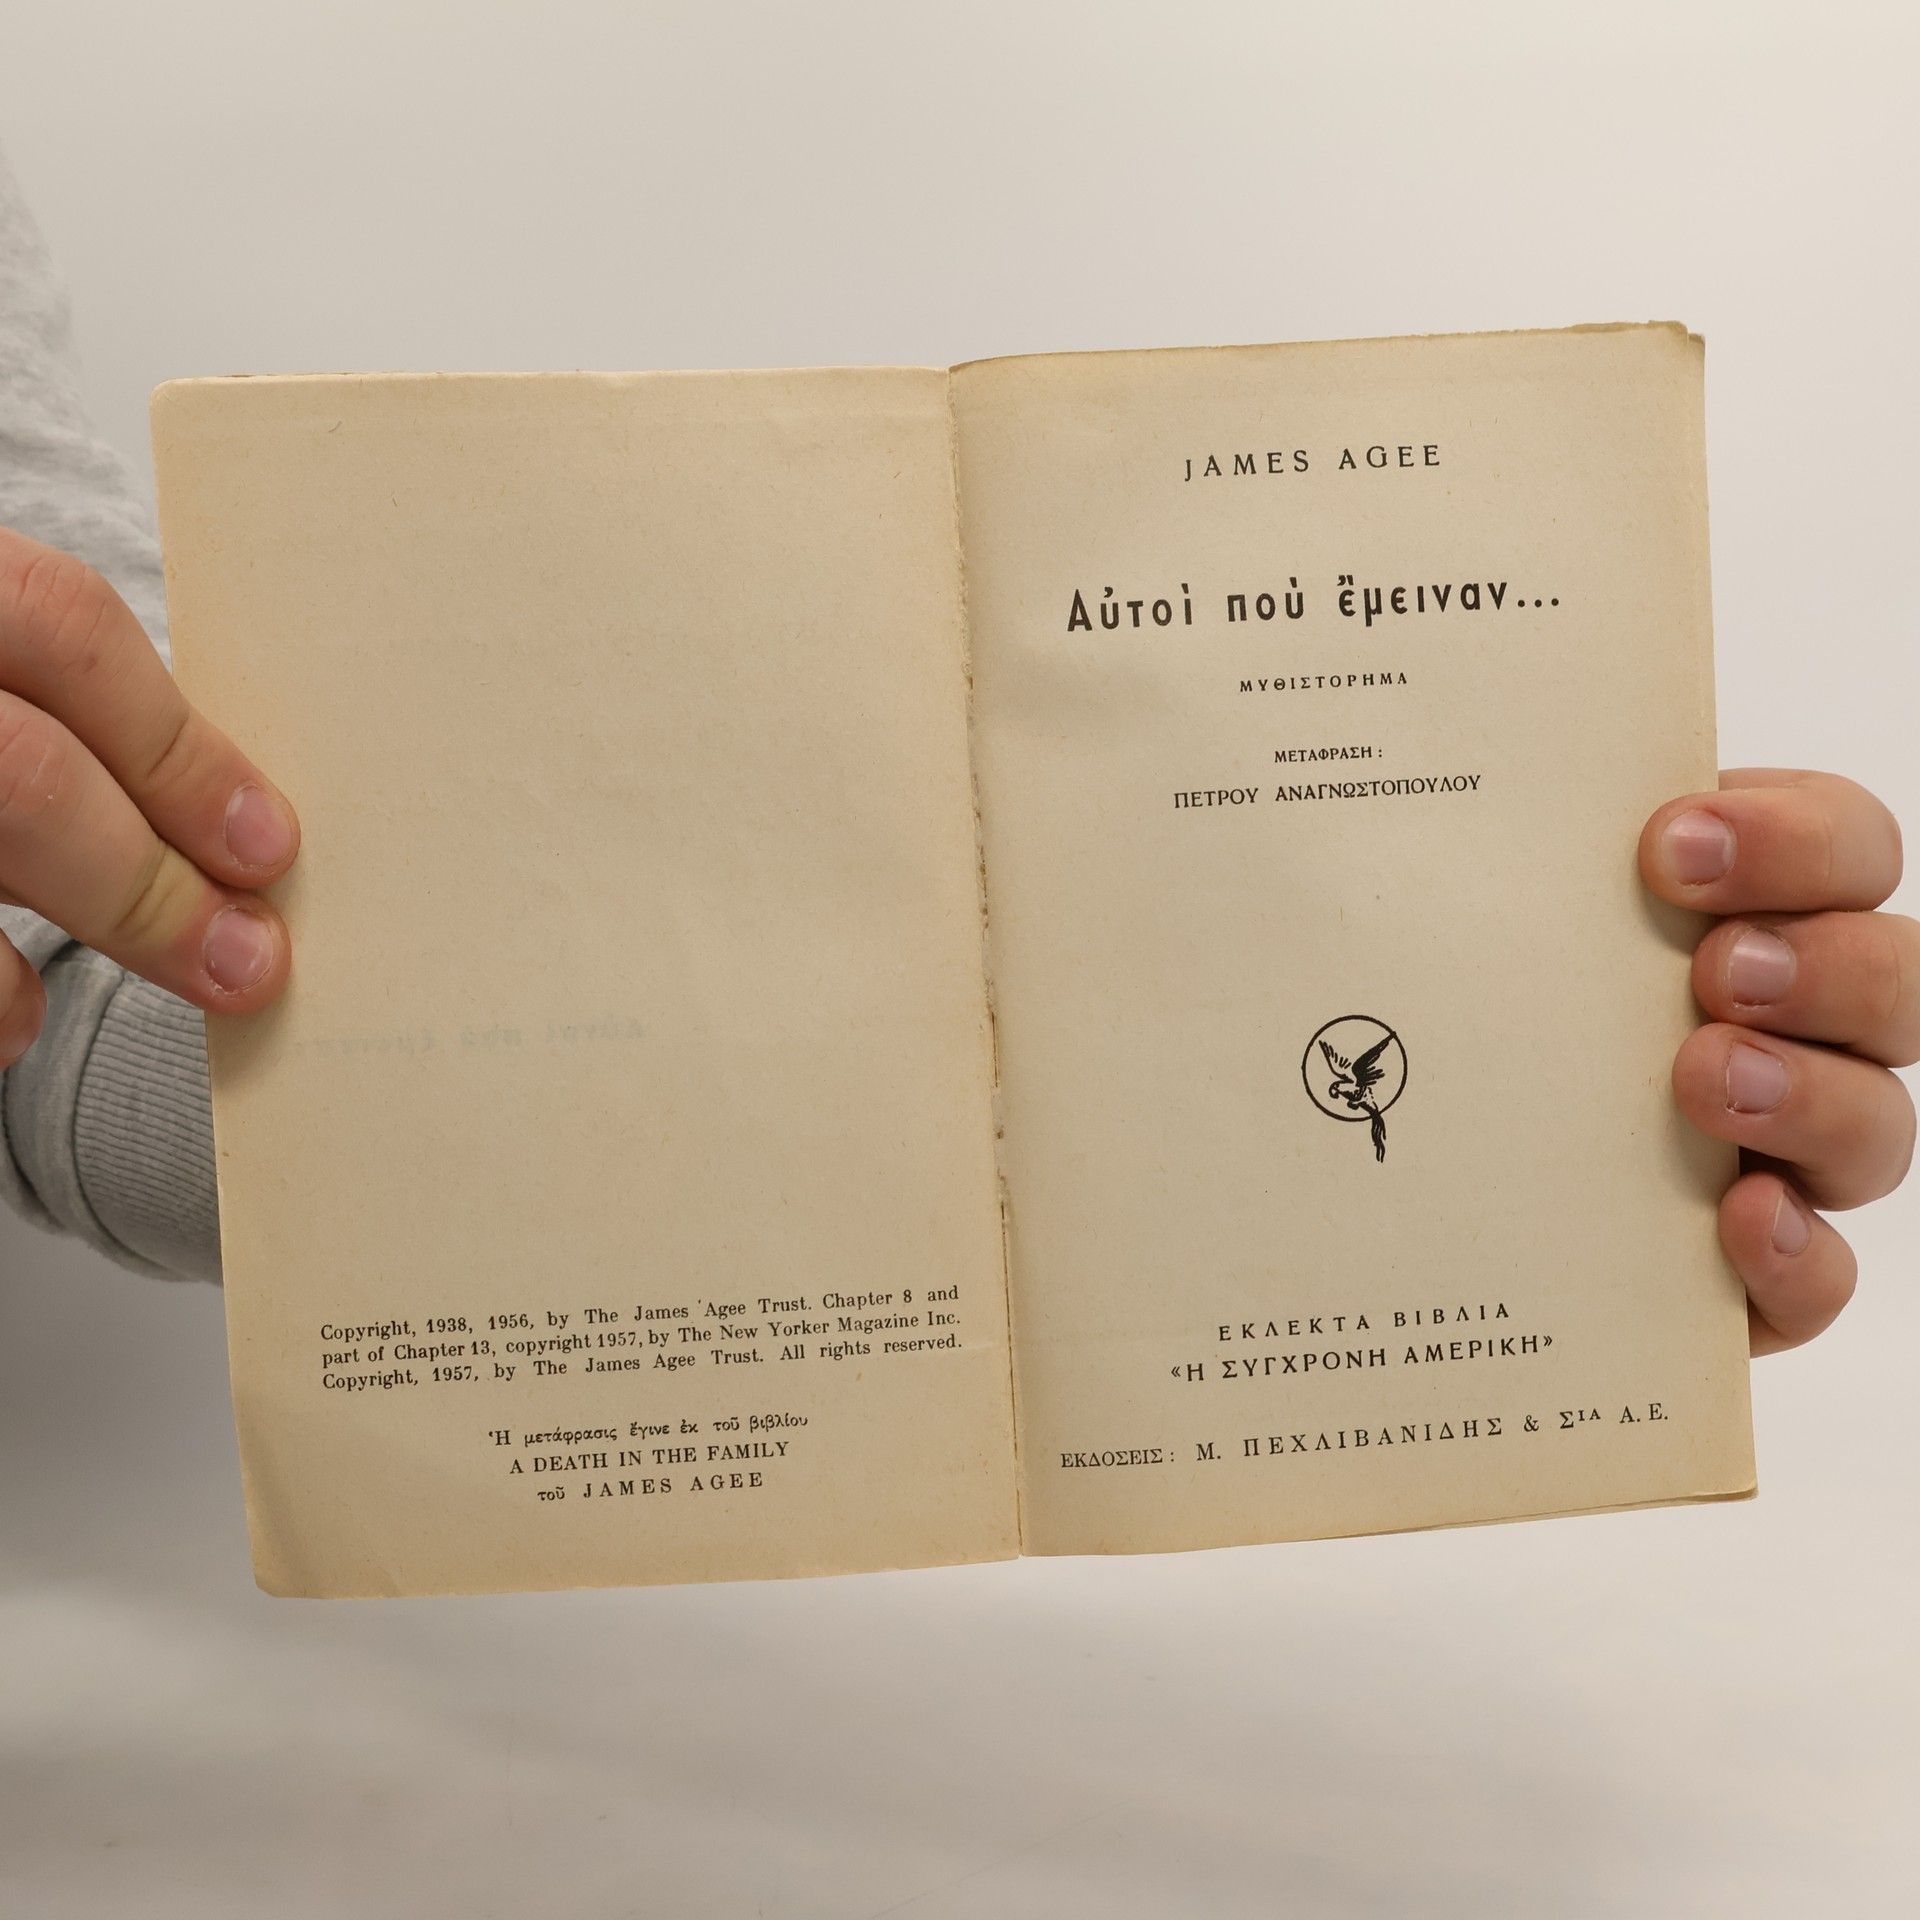 Copyright, 1938, 1956, by The James Agee Trust. Chapter 8 and
part of Chapter 13, copyright 1957, by The New Yorker Magazine Inc.
Copyright, 1957, by The James Agee Trust. All rights reserved.
Ἡ μετάφρασις ἔγινε ἐκ τοῦ βιβλίου
A DEATH IN THE FAMILY
τοῦ JAMES AGEE
JAMES AGEE
Αὐτοὶ ποὺ ἔμειναν...
ΜΥΘΙΣΤΟΡΗΜΑ
ΜΕΤΑΦΡΑΣΗ :
ΠΕΤΡΟΥ ΑΝΑΓΝΩΣΤΟΠΟΥΛΟΥ
ΕΚΛΕΚΤΑ ΒΙΒΛΙΑ
«Η ΣΥΓΧΡΟΝΗ ΑΜΕΡΙΚΗ»
ΕΚΔΟΣΕΙΣ : Μ. ΠΕΧΛΙΒΑΝΙΔΗΣ & ΣΙΑ Α.Ε.